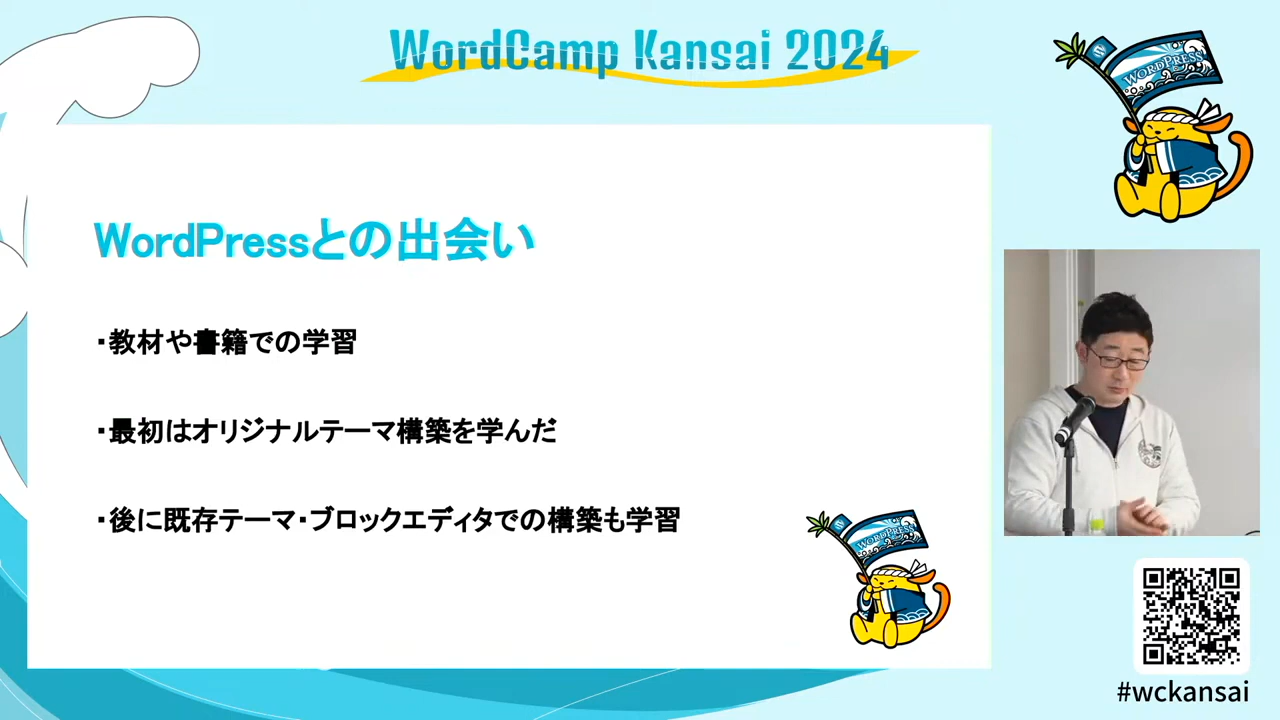 WordCamp Kansai 2024
WORDPRESS
WordPressとの出会い
・教材や書籍での学習
・最初はオリジナルテーマ構築を学んだ
・後に既存テーマ・ブロックエディタでの構築も学習
WORDPRESS
#wckansai